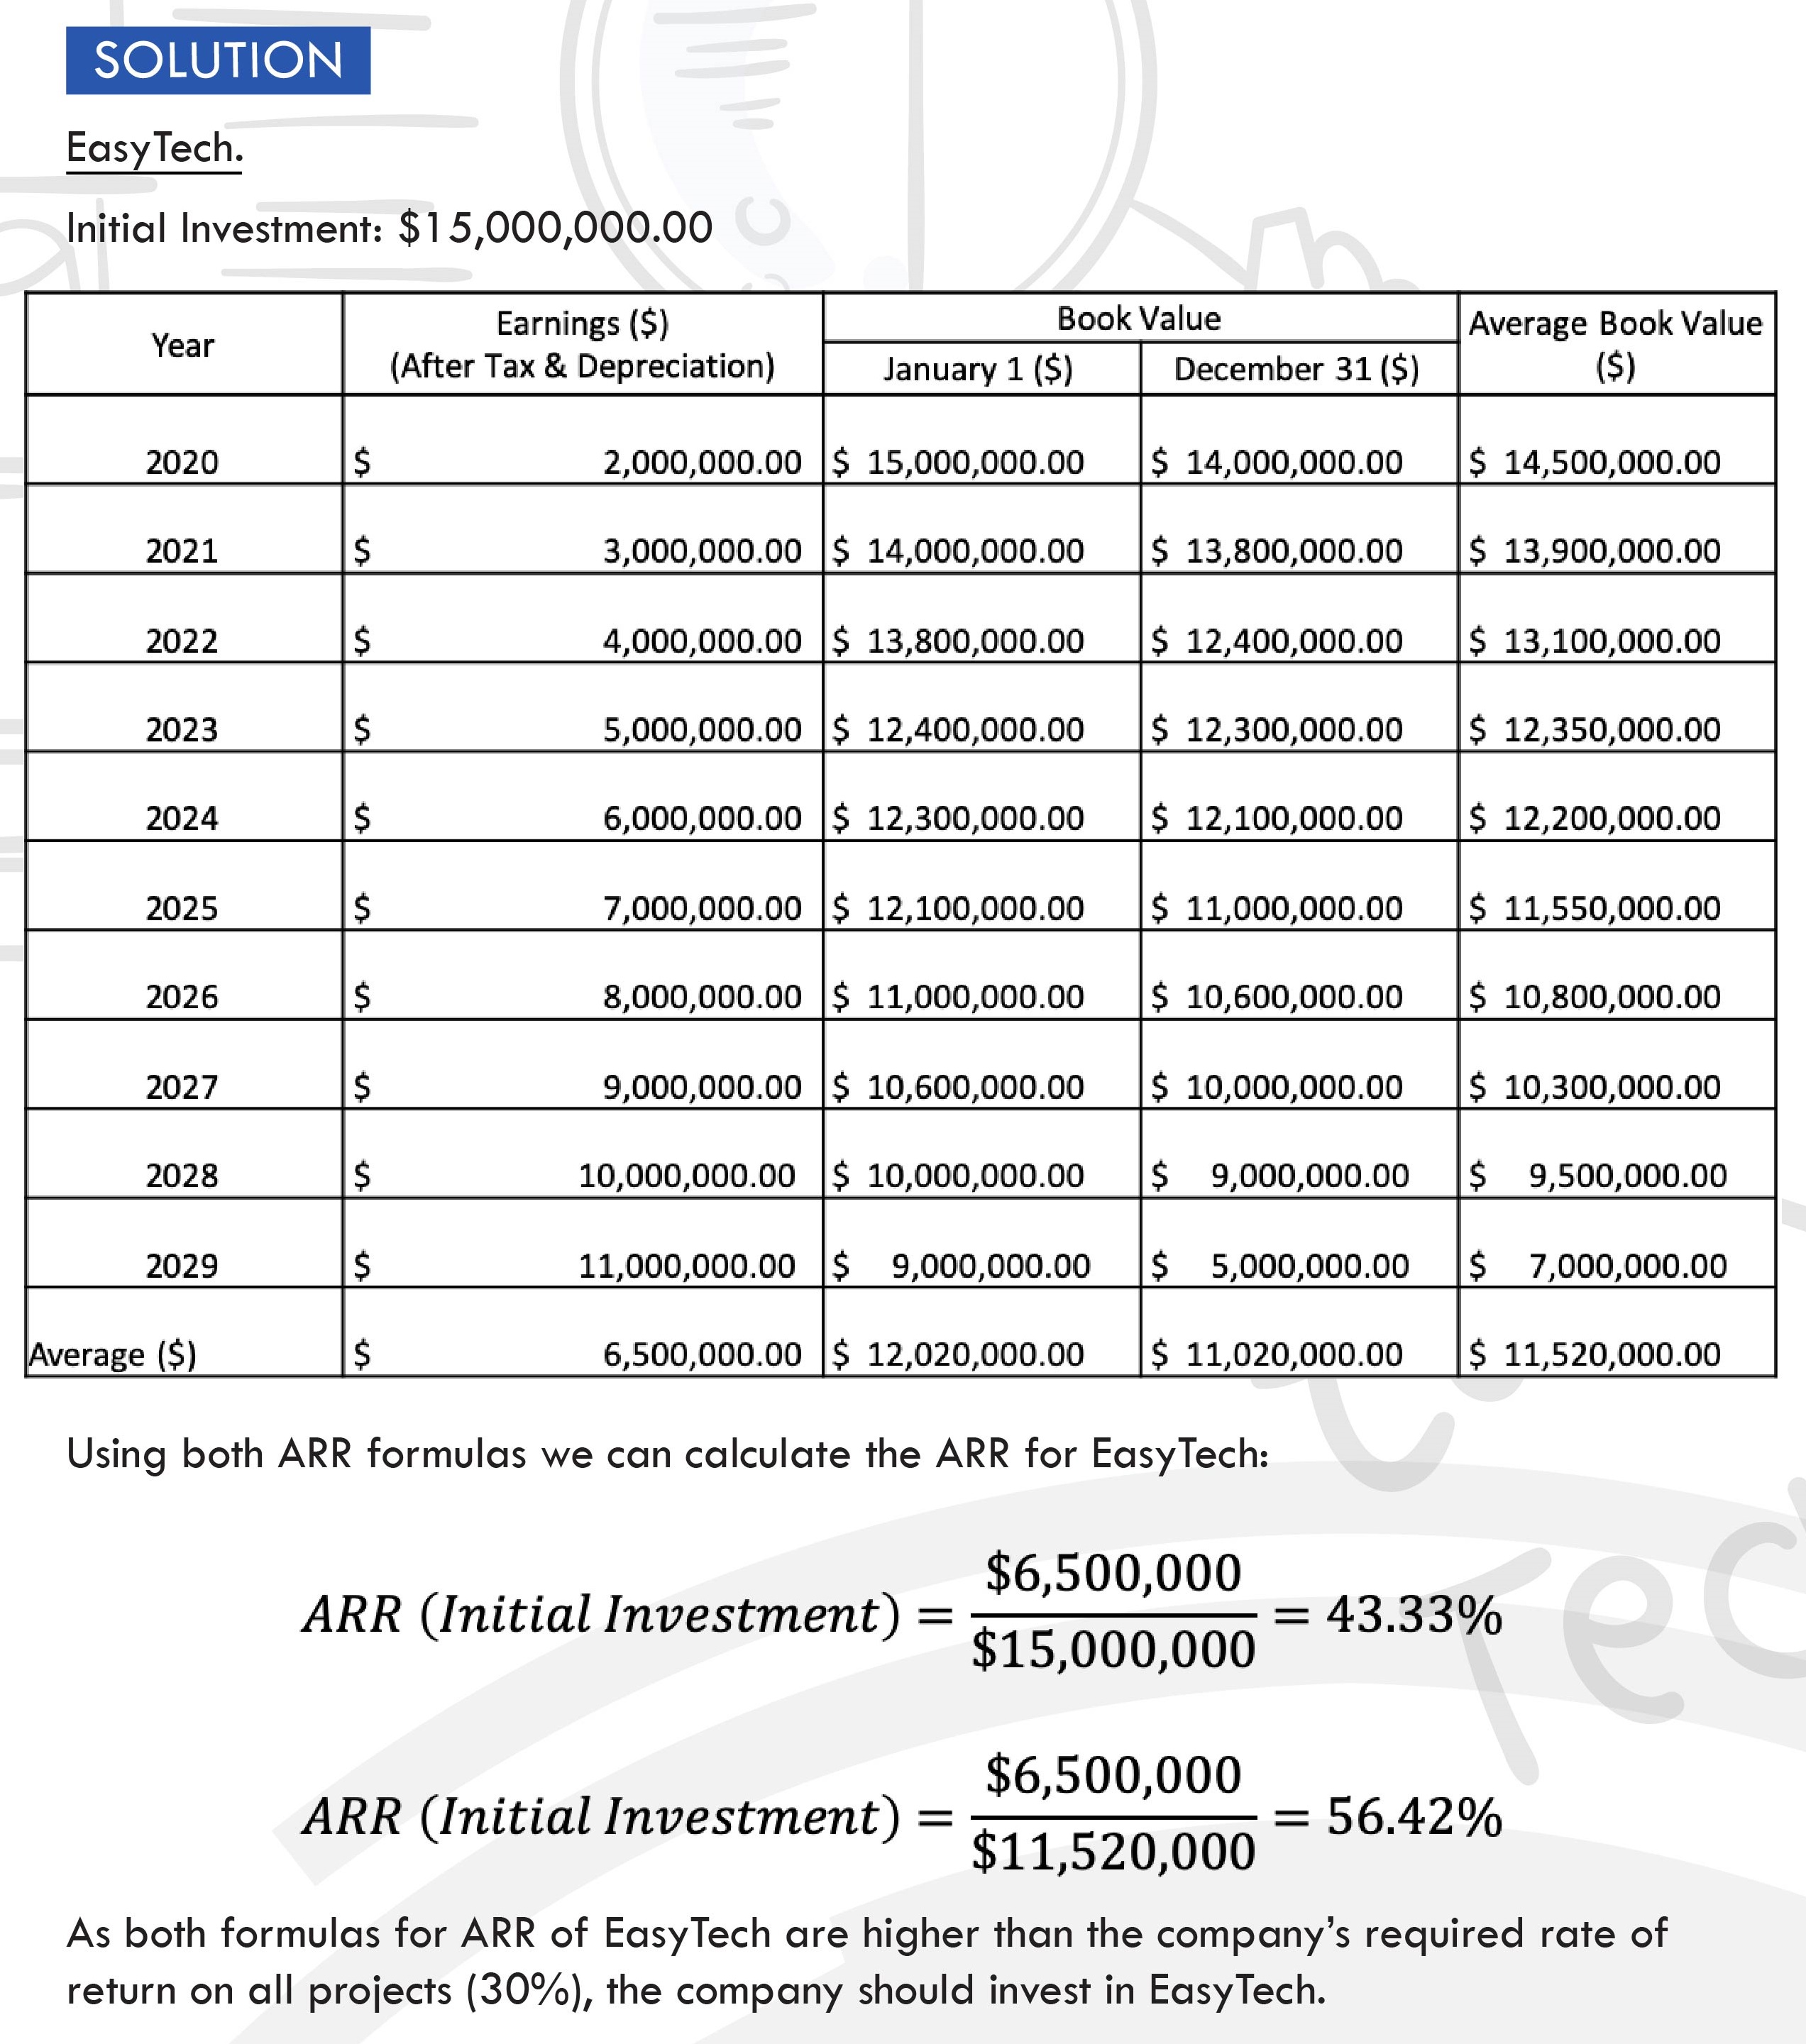 SOLUTION
EasyTech.
Initial Investment: $15,000,000.00
Year Earnings ($) (After Tax & Depreciation) Book Value January 1 ($) December 31 ($) Average Book Value ($)
2020 $ 2,000,000.00 $ 15,000,000.00 $ 14,000,000.00 $ 14,500,000.00
2021 $ 3,000,000.00 $ 14,000,000.00 $ 13,800,000.00 $ 13,900,000.00
2022 $ 4,000,000.00 $ 13,800,000.00 $ 12,400,000.00 $ 13,100,000.00
2023 $ 5,000,000.00 $ 12,400,000.00 $ 12,300,000.00 $ 12,350,000.00
2024 $ 6,000,000.00 $ 12,300,000.00 $ 12,100,000.00 $ 12,200,000.00
2025 $ 7,000,000.00 $ 12,100,000.00 $ 11,000,000.00 $ 11,550,000.00
2026 $ 8,000,000.00 $ 11,000,000.00 $ 10,600,000.00 $ 10,800,000.00
2027 $ 9,000,000.00 $ 10,600,000.00 $ 10,000,000.00 $ 10,300,000.00
2028 $ 10,000,000.00 $ 10,000,000.00 $ 9,000,000.00 $ 9,500,000.00
2029 $ 11,000,000.00 $ 9,000,000.00 $ 5,000,000.00 $ 7,000,000.00
Average ($) $ 6,500,000.00 $ 12,020,000.00 $ 11,020,000.00 $ 11,520,000.00
Using both ARR formulas we can calculate the ARR for EasyTech:
ARR (Initial Investment) = $6,500,000 / $15,000,000 = 43.33%
ARR (Initial Investment) = $6,500,000 / $11,520,000 = 56.42%
As both formulas for ARR of EasyTech are higher than the company’s required rate of
return on all projects (30%), the company should invest in EasyTech.